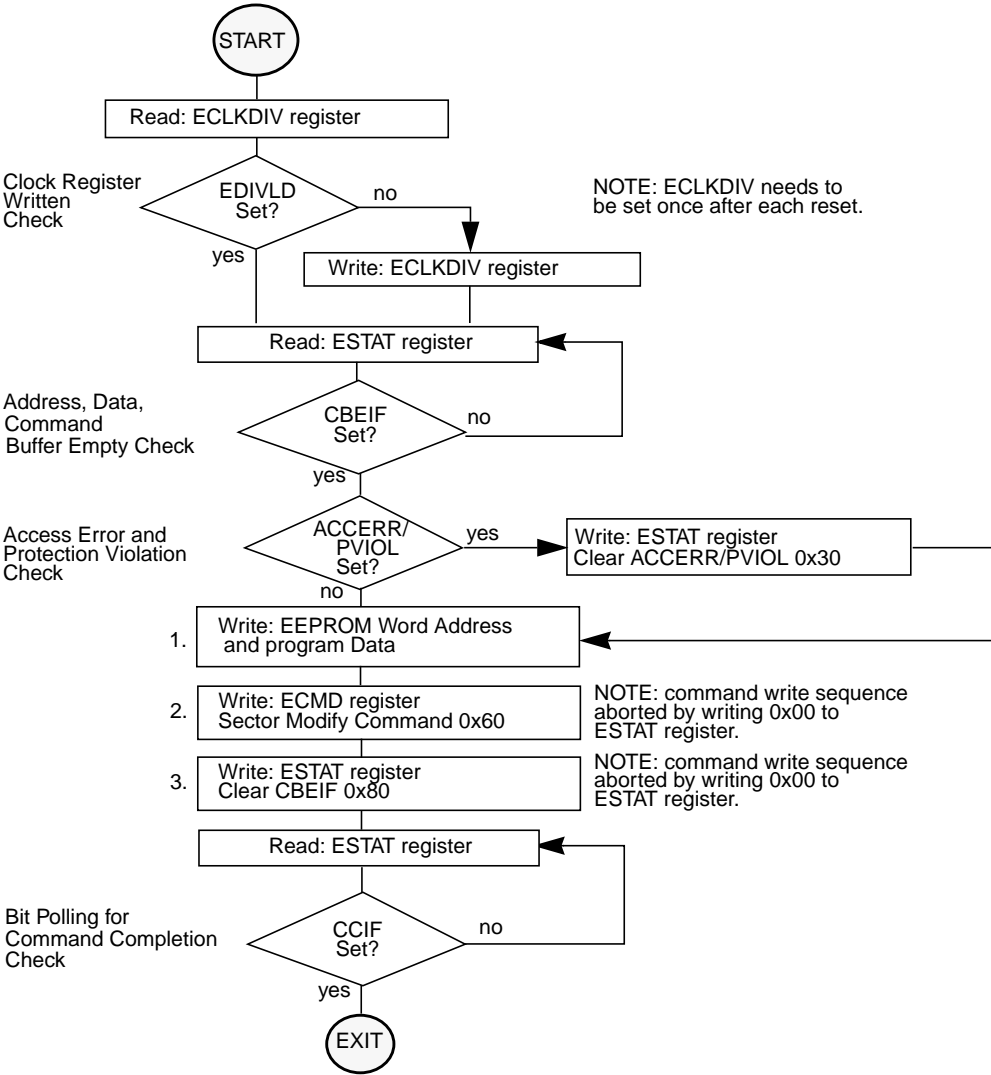 START
Read: ECLKDIV register
Clock Register
Written
Check
EDIVLD
Set?
no
yes
NOTE: ECLKDIV needs to
be set once after each reset.
Write: ECLKDIV register
Read: ESTAT register
Address, Data,
Command
Buffer Empty Check
CBEIF
Set?
no
yes
Access Error and
Protection Violation
Check
ACCERR/
PVIOL
Set?
yes
no
Write: ESTAT register
Clear ACCERR/PVIOL 0x30
1.
Write: EEPROM Word Address
and program Data
2.
Write: ECMD register
Sector Modify Command 0x60
NOTE: command write sequence
aborted by writing 0x00 to
ESTAT register.
3.
Write: ESTAT register
Clear CBEIF 0x80
NOTE: command write sequence
aborted by writing 0x00 to
ESTAT register.
Read: ESTAT register
Bit Polling for
Command Completion
Check
CCIF
Set?
no
yes
EXIT